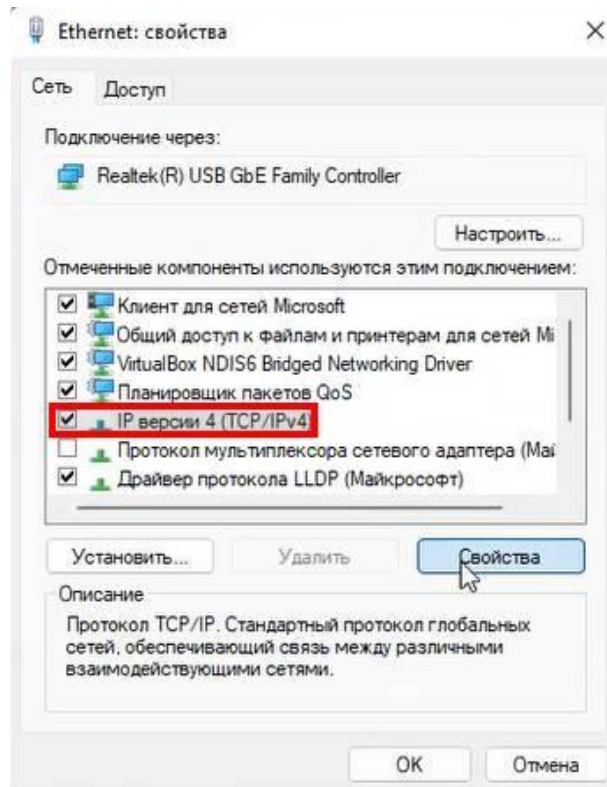 Ethernet: свойства
Сеть Доступ
Подключение через:
Realtek(R) USB GbE Family Controller
Настроить...
Отмеченные компоненты используются этим подключением:
Клиент для сетей Microsoft
Общий доступ к файлам и принтерам для сетей Mi
VirtualBox NDIS6 Bridged Networking Driver
Планировщик пакетов QoS
IP версии 4 (TCP/IPv4)
Протокол мультиплексора сетевого адаптера (Май
Драйвер протокола LLDP (Майкрософт)
Установить... Удалить Свойства
Описание
Протокол TCP/IP. Стандартный протокол глобальных
сетей, обеспечивающий связь между различными
взаимодействующими сетями.
OK Отмена